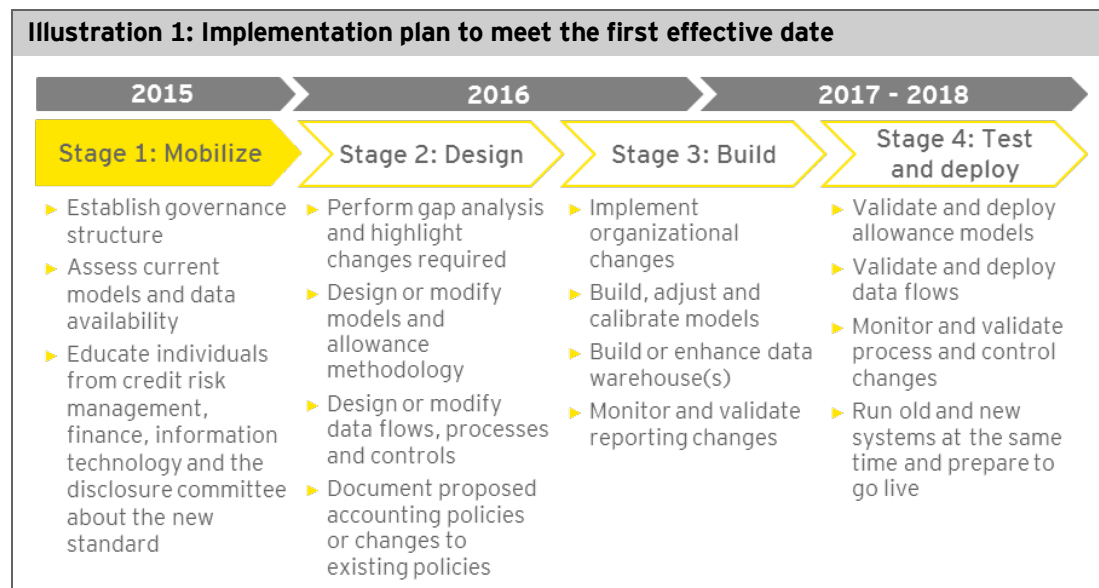 Illustration 1: Implementation plan to meet the first effective date
2015
2016
2017 - 2018
Stage 1: Mobilize
Stage 2: Design
Stage 3: Build
Stage 4: Test
and deploy
► Establish governance
structure
► Assess current
models and data
availability
► Educate individuals
from credit risk
management,
finance, information
technology and the
disclosure committee
about the new
standard
► Perform gap analysis
and highlight
changes required
► Design or modify
models and
allowance
methodology
► Design or modify
data flows, processes
and controls
► Document proposed
accounting policies
or changes to
existing policies
► Implement
organizational
changes
► Build, adjust and
calibrate models
► Build or enhance data
warehouse(s)
► Monitor and validate
reporting changes
► Validate and deploy
allowance models
► Validate and deploy
data flows
► Monitor and validate
process and control
changes
► Run old and new
systems at the same
time and prepare to
go live